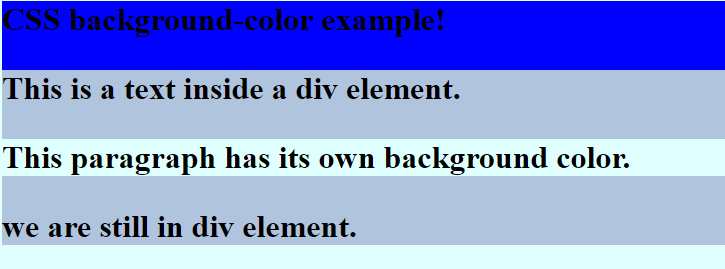 CSS background-color example!
This is a text inside a div element.
This paragraph has its own background color.
we are still in div element.